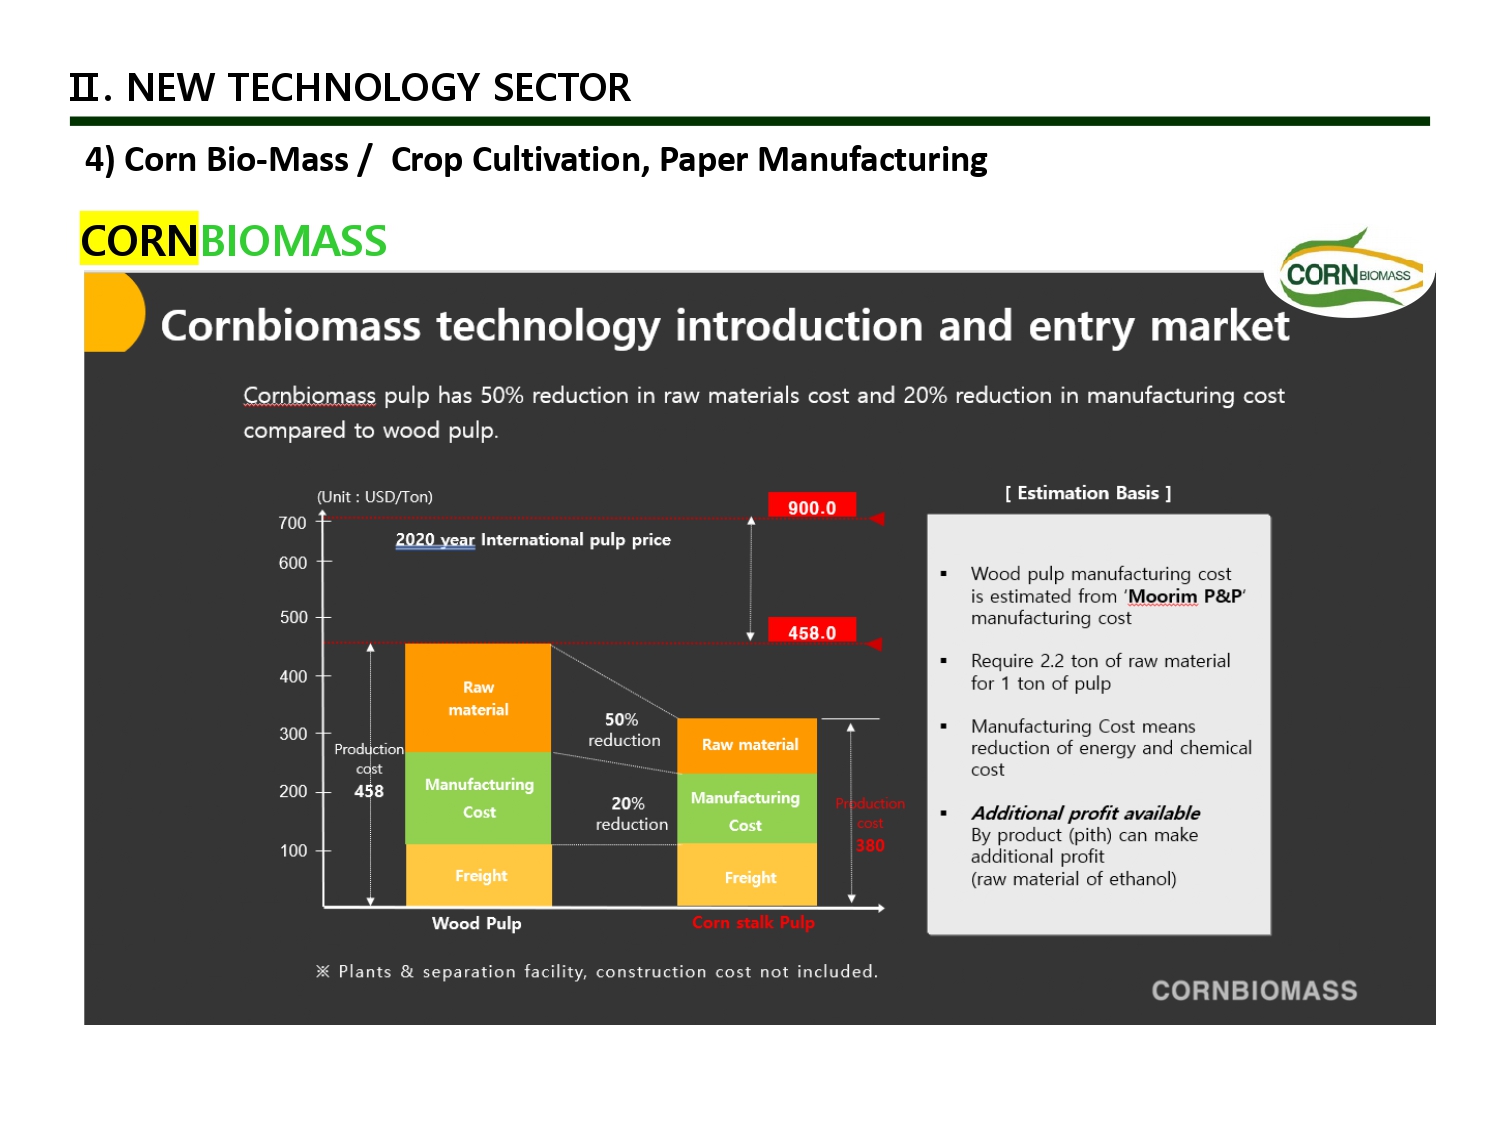 Ⅱ. NEW TECHNOLOGY SECTOR
4) Corn Bio-Mass / Crop Cultivation, Paper Manufacturing
CORNBIOMASS
CORN BIOMASS
Cornbiomass technology introduction and entry market
Cornbiomass pulp has 50% reduction in raw materials cost and 20% reduction in manufacturing cost
compared to wood pulp.
(Unit : USD/Ton)
700
600
500
400
300
200
100
2020 year International pulp price
900.0
458.0
Production
cost
458
Raw
material
Manufacturing
Cost
Freight
Wood Pulp
50%
reduction
20%
reduction
Raw material
Manufacturing
Cost
Freight
Corn stalk Pulp
Production
cost
380
[ Estimation Basis ]
▪ Wood pulp manufacturing cost
is estimated from ‘Moorim P&P’
manufacturing cost
▪ Require 2.2 ton of raw material
for 1 ton of pulp
▪ Manufacturing Cost means
reduction of energy and chemical
cost
▪ Additional profit available
By product (pith) can make
additional profit
(raw material of ethanol)
※ Plants & separation facility, construction cost not included.
CORNBIOMASS